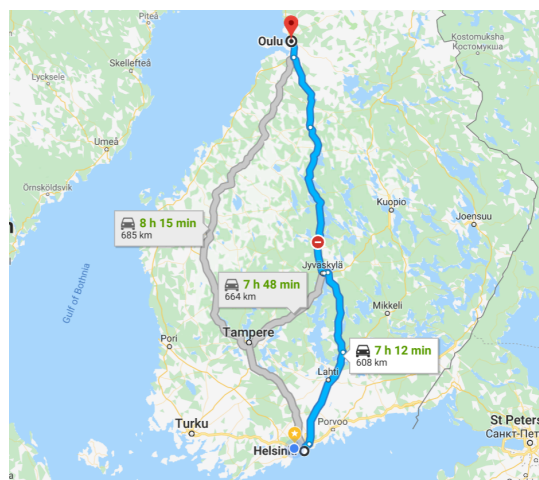 Piteå
Oulu
Kostomuksha
Костомукша
Skellefteå
Lycksele
Umeå
Örnsköldsvik
Kuopio
Joensuu
8 h 15 min
685 km
Jyväskylä
7 h 48 min
664 km
Gulf of Bothnia
Mikkeli
Tampere
Pori
7 h 12 min
608 km
Lahti
Turku
Porvoo
St Peters
Санкт-Пет
Helsin